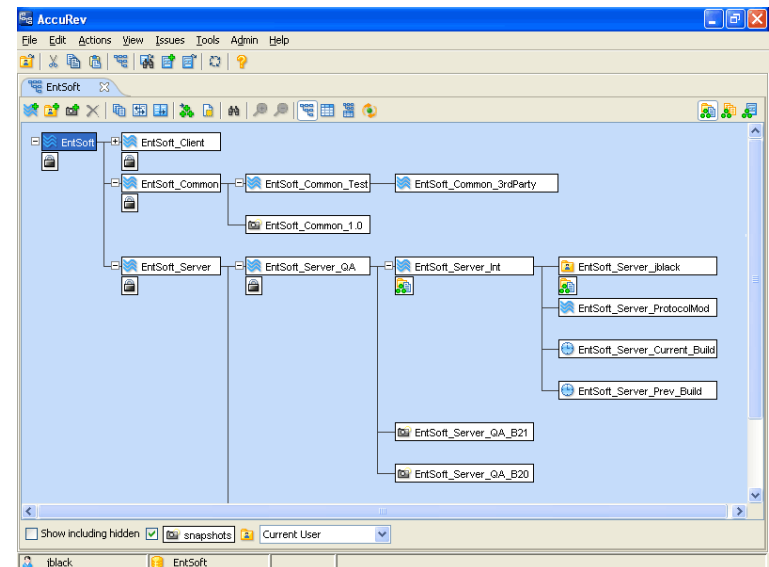 AccuRev
File Edit Actions View Issues Tools Admin Help
EntSoft
EntSoft EntSoft_Client
EntSoft_Common EntSoft_Common_Test EntSoft_Common_3rdParty
EntSoft_Common_1.0
EntSoft_Server EntSoft_Server_QA EntSoft_Server_Int EntSoft_Server_jblack
EntSoft_Server_ProtocolMod
EntSoft_Server_Current_Build
EntSoft_Server_Prev_Build
EntSoft_Server_QA_B21
EntSoft_Server_QA_B20
Show including hidden snapshots Current User
jblack EntSoft